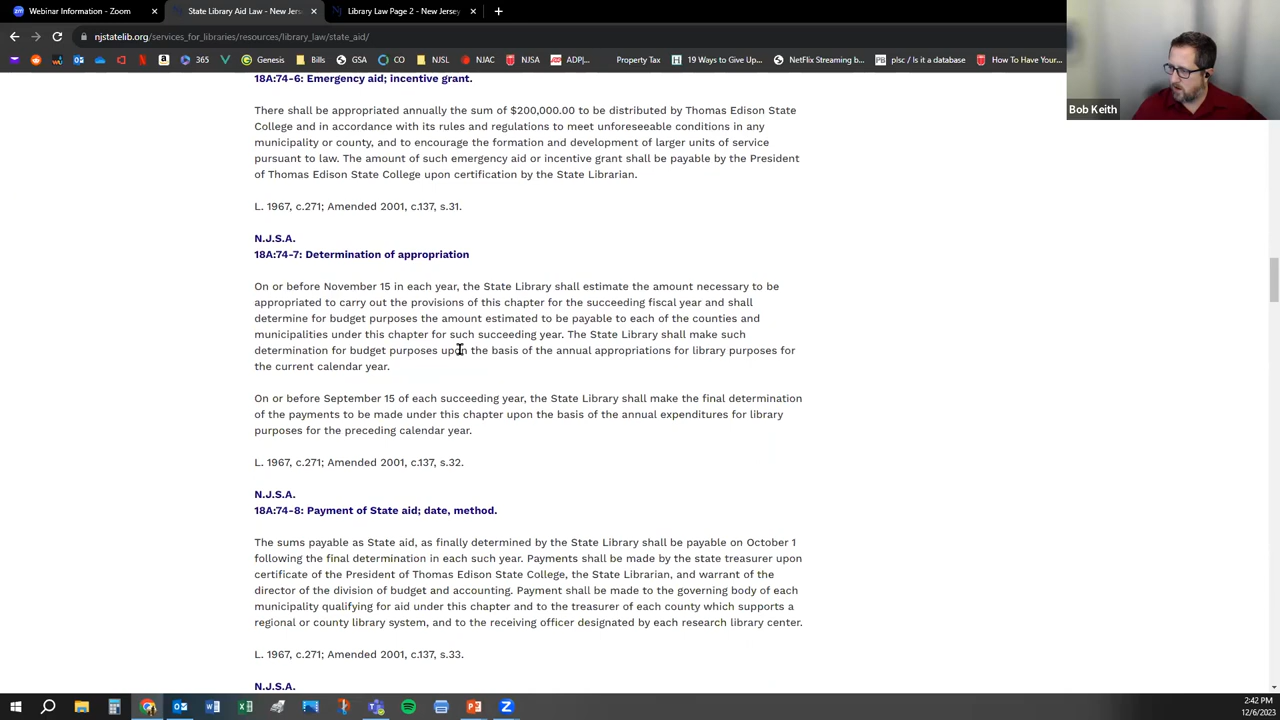 Webinar Information - Zoom
State Library Aid Law - New Jers
Library Law Page 2 - New Jersey
njstatelib.org/services_for_libraries/resources/library_law/state_aid/
365
Genesis
Bills
GSA
CO
NJSL
NJAC
NJSA
ADP|...
Property Tax
19 Ways to Give Up...
NetFlix Streaming b...
plsc / Is it a database
How To Have Your...
Bob Keith
18A:74-6: Emergency aid; incentive grant.
There shall be appropriated annually the sum of $200,000.00 to be distributed by Thomas Edison State
College and in accordance with its rules and regulations to meet unforeseeable conditions in any
municipality or county, and to encourage the formation and development of larger units of service
pursuant to law. The amount of such emergency aid or incentive grant shall be payable by the President
of Thomas Edison State College upon certification by the State Librarian.
L. 1967, c.271; Amended 2001, c.137, s.31.
N.J.S.A.
18A:74-7: Determination of appropriation
On or before November 15 in each year, the State Library shall estimate the amount necessary to be
appropriated to carry out the provisions of this chapter for the succeeding fiscal year and shall
determine for budget purposes the amount estimated to be payable to each of the counties and
municipalities under this chapter for such succeeding year. The State Library shall make such
determination for budget purposes upon the basis of the annual appropriations for library purposes for
the current calendar year.
On or before September 15 of each succeeding year, the State Library shall make the final determination
of the payments to be made under this chapter upon the basis of the annual expenditures for library
purposes for the preceding calendar year.
L. 1967, c.271; Amended 2001, c.137, s.32.
N.J.S.A.
18A:74-8: Payment of State aid; date, method.
The sums payable as State aid, as finally determined by the State Library shall be payable on October 1
following the final determination in each such year. Payments shall be made by the state treasurer upon
certificate of the President of Thomas Edison State College, the State Librarian, and warrant of the
director of the division of budget and accounting. Payment shall be made to the governing body of each
municipality qualifying for aid under this chapter and to the treasurer of each county which supports a
regional or county library system, and to the receiving officer designated by each research library center.
L. 1967, c.271; Amended 2001, c.137, s.33.
N.J.S.A.
2:42 PM
12/6/2023